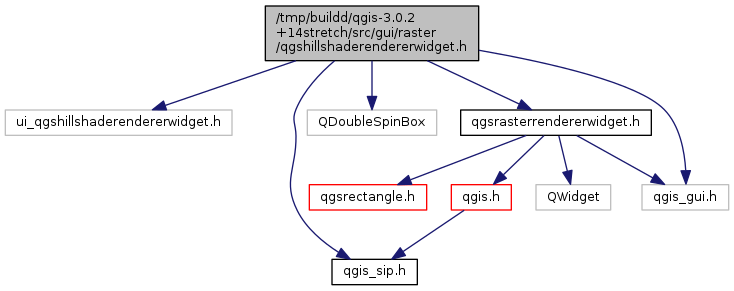 /tmp/buildd/qgis-3.0.2
+14stretch/src/gui/raster
/qgshillshaderendererwidget.h
ui_qgshillshaderendererwidget.h
QDoubleSpinBox
qgsrasterrendererwidget.h
qgsrectangle.h
qgis.h
QWidget
qgis_gui.h
qgis_sip.h